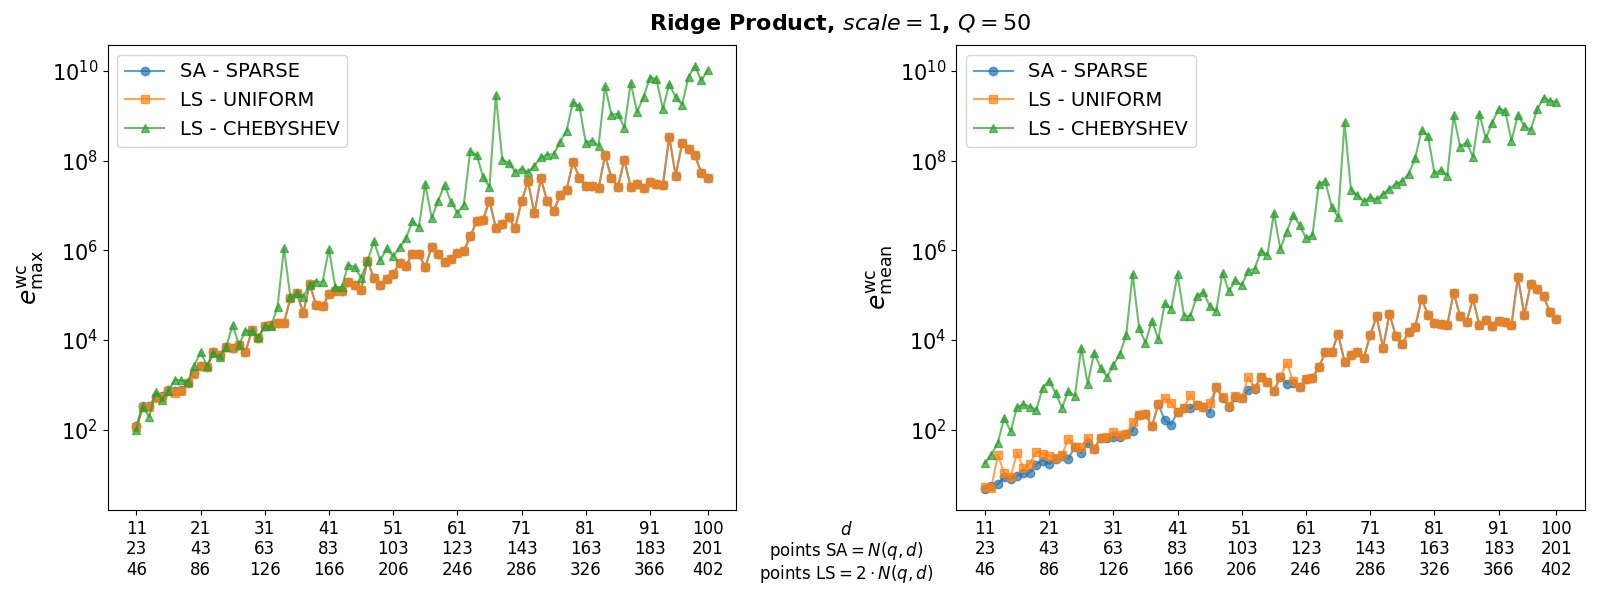 Ridge Product, scale = 1, Q = 50
10^10
10^8
10^6
10^4
10^2
e^wc_max
SA - SPARSE
LS - UNIFORM
LS - CHEBYSHEV
11 21 31 41 51 61 71 81 91 100
23 43 63 83 103 123 143 163 183 201
46 86 126 166 206 246 286 326 366 402
d
points SA = N(q, d)
points LS = 2 · N(q, d)
10^10
10^8
10^6
10^4
10^2
e^wc_mean
SA - SPARSE
LS - UNIFORM
LS - CHEBYSHEV
11 21 31 41 51 61 71 81 91 100
23 43 63 83 103 123 143 163 183 201
46 86 126 166 206 246 286 326 366 402